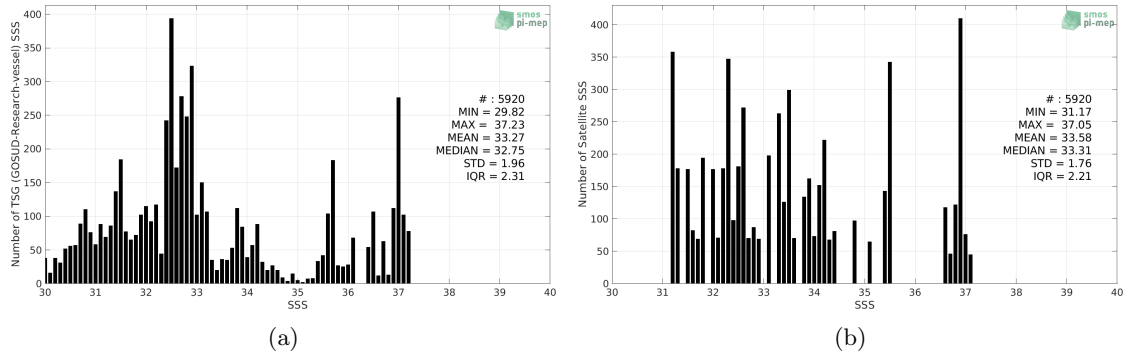 smos
pi-mep
Number of TSG (GOSUD-Research-vessel) SSS
400
350
300
250
200
150
100
50
0
# : 5920
MIN = 29.82
MAX = 37.23
MEAN = 33.27
MEDIAN = 32.75
STD = 1.96
IQR = 2.31
30 31 32 33 34 35 36 37 38 39 40
SSS
(a)
smos
pi-mep
Number of Satellite SSS
400
350
300
250
200
150
100
50
0
# : 5920
MIN = 31.17
MAX = 37.05
MEAN = 33.58
MEDIAN = 33.31
STD = 1.76
IQR = 2.21
30 31 32 33 34 35 36 37 38 39 40
SSS
(b)